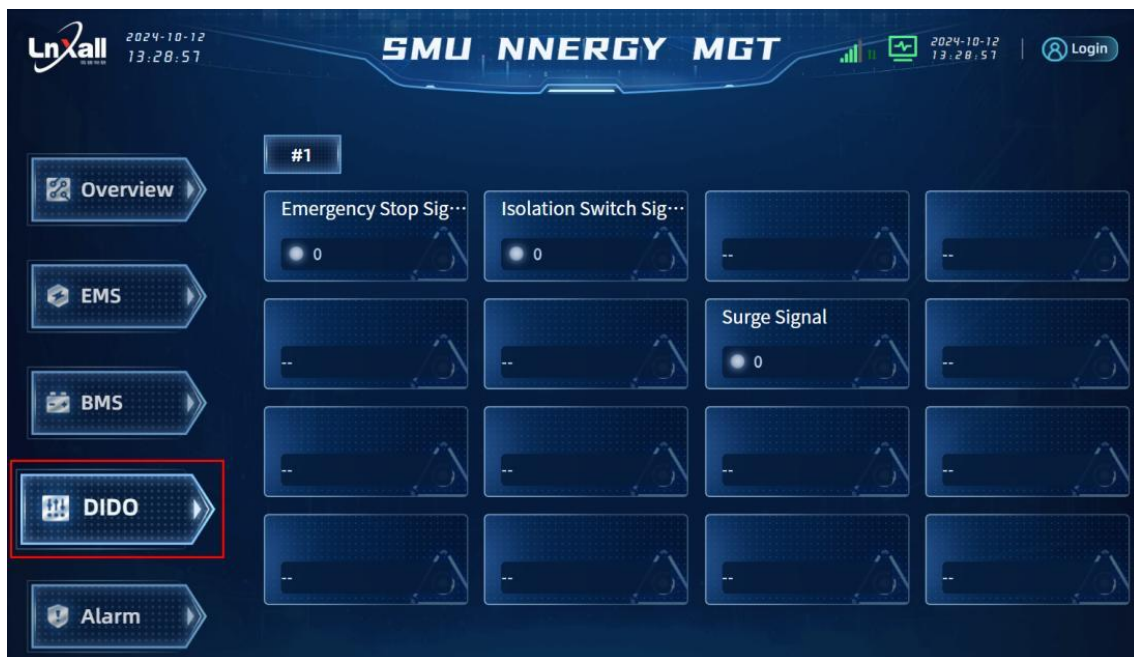 Lnxall
2024-10-12
13:28:57
SMU NNERGY MGT
2024-10-12
13:28:57
Login
#1
Overview
EMS
BMS
DIDO
Alarm
Emergency Stop Sig···
Isolation Switch Sig···
0
0
--
--
Surge Signal
--
--
0
--
--
--
--
--
--
--
--
--